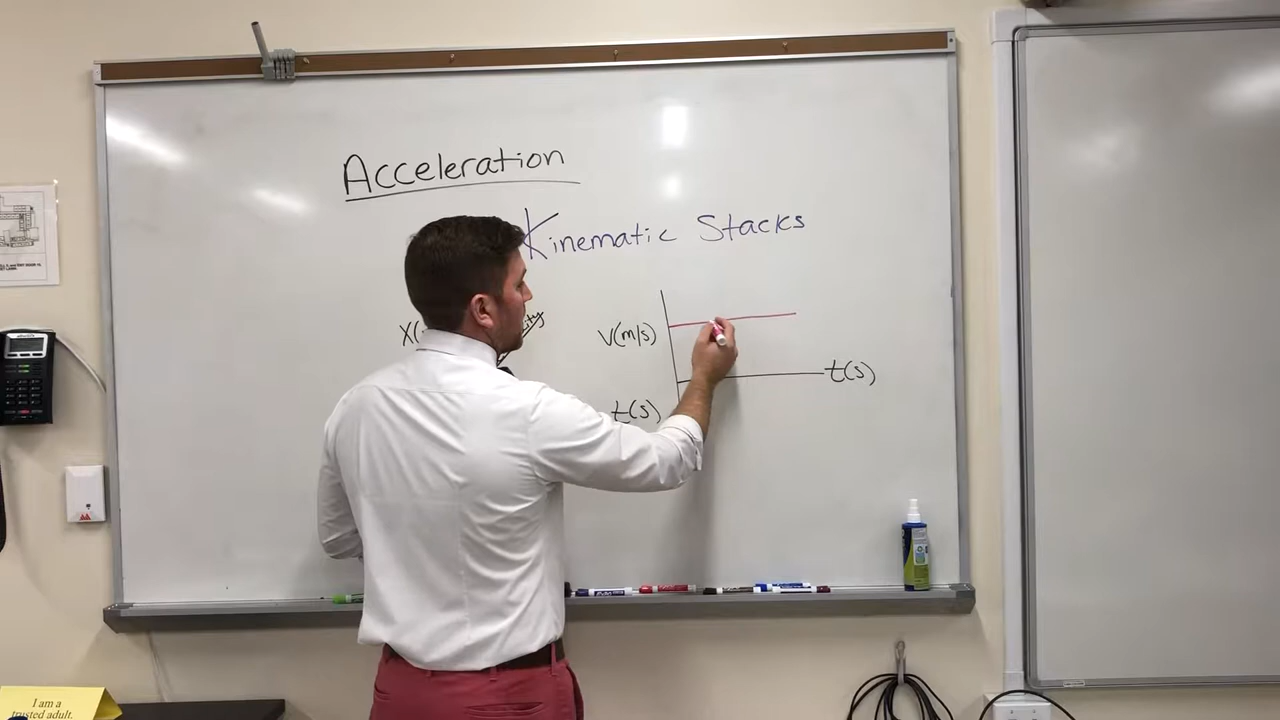 Acceleration
Kinematic Stacks
X(
V(m/s)
t(s)
t(s)
I am a
trusted adult.